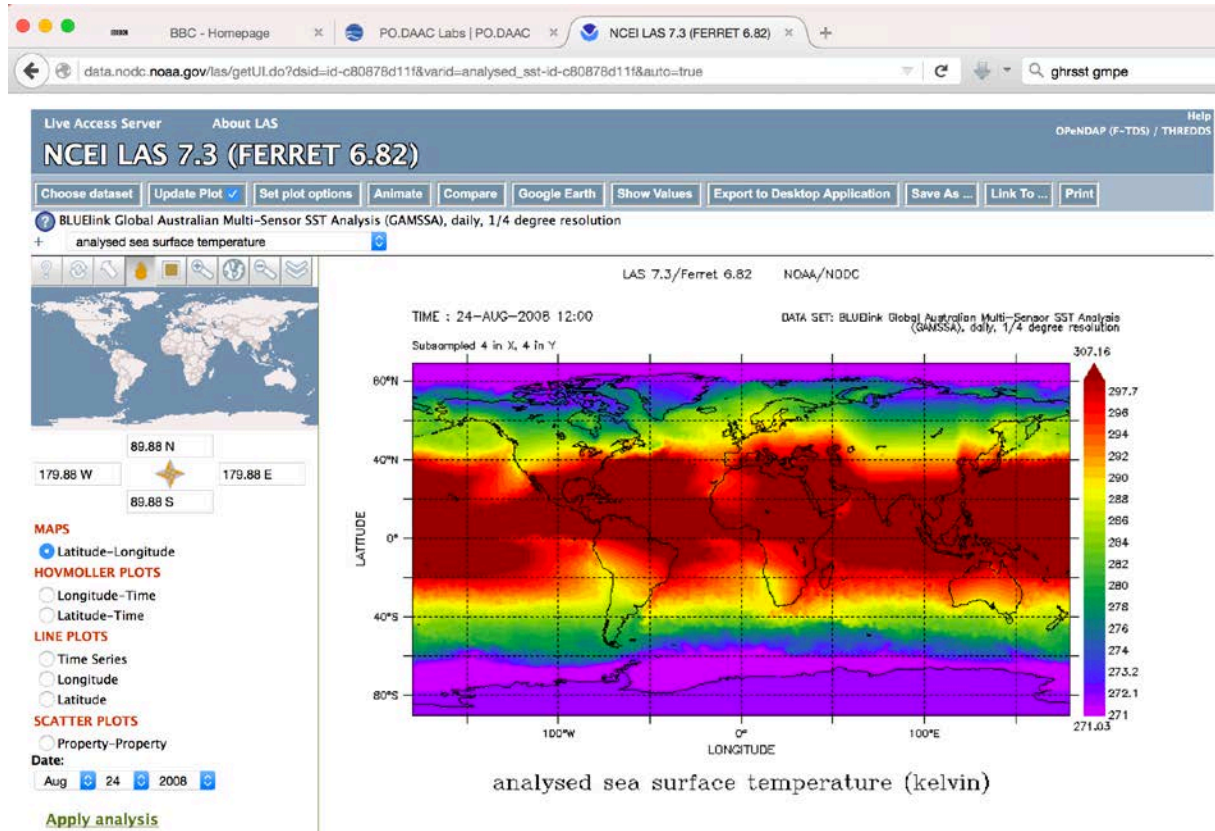 BBC BBC - Homepage × PO.DAAC Labs | PO.DAAC × NCEI LAS 7.3 (FERRET 6.82) × +
data.nodc.noaa.gov/las/getUI.do?dsid=id-c80878d11f&varid=analysed_sst-id-c80878d11f&auto=true ghrsst gmpe
Live Access Server About LAS Help
OPeNDAP (F-TDS) / THREDDS
NCEI LAS 7.3 (FERRET 6.82)
Choose dataset Update Plot Set plot options Animate Compare Google Earth Show Values Export to Desktop Application Save As ... Link To ... Print
? BLUElink Global Australian Multi-Sensor SST Analysis (GAMSSA), daily, 1/4 degree resolution
+ analysed sea surface temperature
89.88 N
179.88 W 179.88 E
89.88 S
MAPS
Latitude-Longitude
HOVMOLLER PLOTS
Longitude-Time
Latitude-Time
LINE PLOTS
Time Series
Longitude
Latitude
SCATTER PLOTS
Property-Property
Date:
Aug 24 2008
Apply analysis
LAS 7.3/Ferret 6.82 NOAA/NODC
TIME : 24-AUG-2008 12:00
DATA SET: BLUElink Global Australian Multi-Sensor SST Analysis
(GAMSSA), daily, 1/4 degree resolution
Subsampled 4 in X, 4 in Y
307.16
297.7
296
294
292
290
288
286
284
282
280
278
276
274
273.2
272.1
271
271.03
80°N
40°N
0°
40°S
80°S
LATITUDE
100°W 0° 100°E
LONGITUDE
analysed sea surface temperature (kelvin)